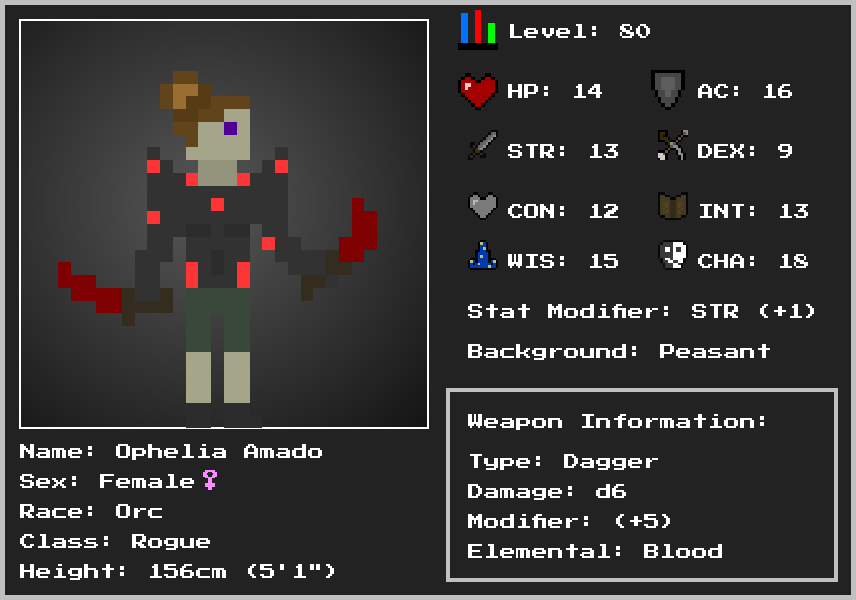 Level: 80
HP: 14
AC: 16
STR: 13
DEX: 9
CON: 12
INT: 13
WIS: 15
CHA: 18
Stat Modifier: STR (+1)
Background: Peasant
Weapon Information:
Type: Dagger
Damage: d6
Modifier: (+5)
Elemental: Blood
Name: Ophelia Amado
Sex: Female♀
Race: Orc
Class: Rogue
Height: 156cm (5'1")